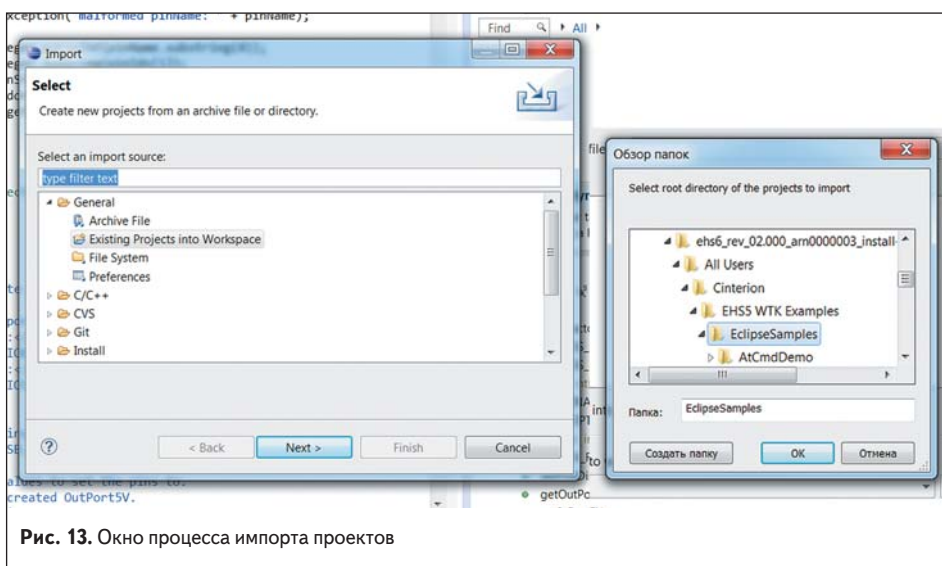 xception( malformed pinName: " + pinName);
Find
All
Import
Select
Create new projects from an archive file or directory.
Select an import source:
type filter text
General
Archive File
Existing Projects into Workspace
File System
Preferences
C/C++
CVS
Git
Install
< Back
Next >
Finish
Cancel
file
Обзор папок
Select root directory of the projects to import
ehs6_rev_02.000_arn0000003_install-
All Users
Cinterion
EHS5 WTK Examples
EclipseSamples
AtCmdDemo
Папка:
EclipseSamples
Создать папку
OK
Отмена
alues to set the pins to.
created OutPort5V.
getOutPo
Рис. 13. Окно процесса импорта проектов